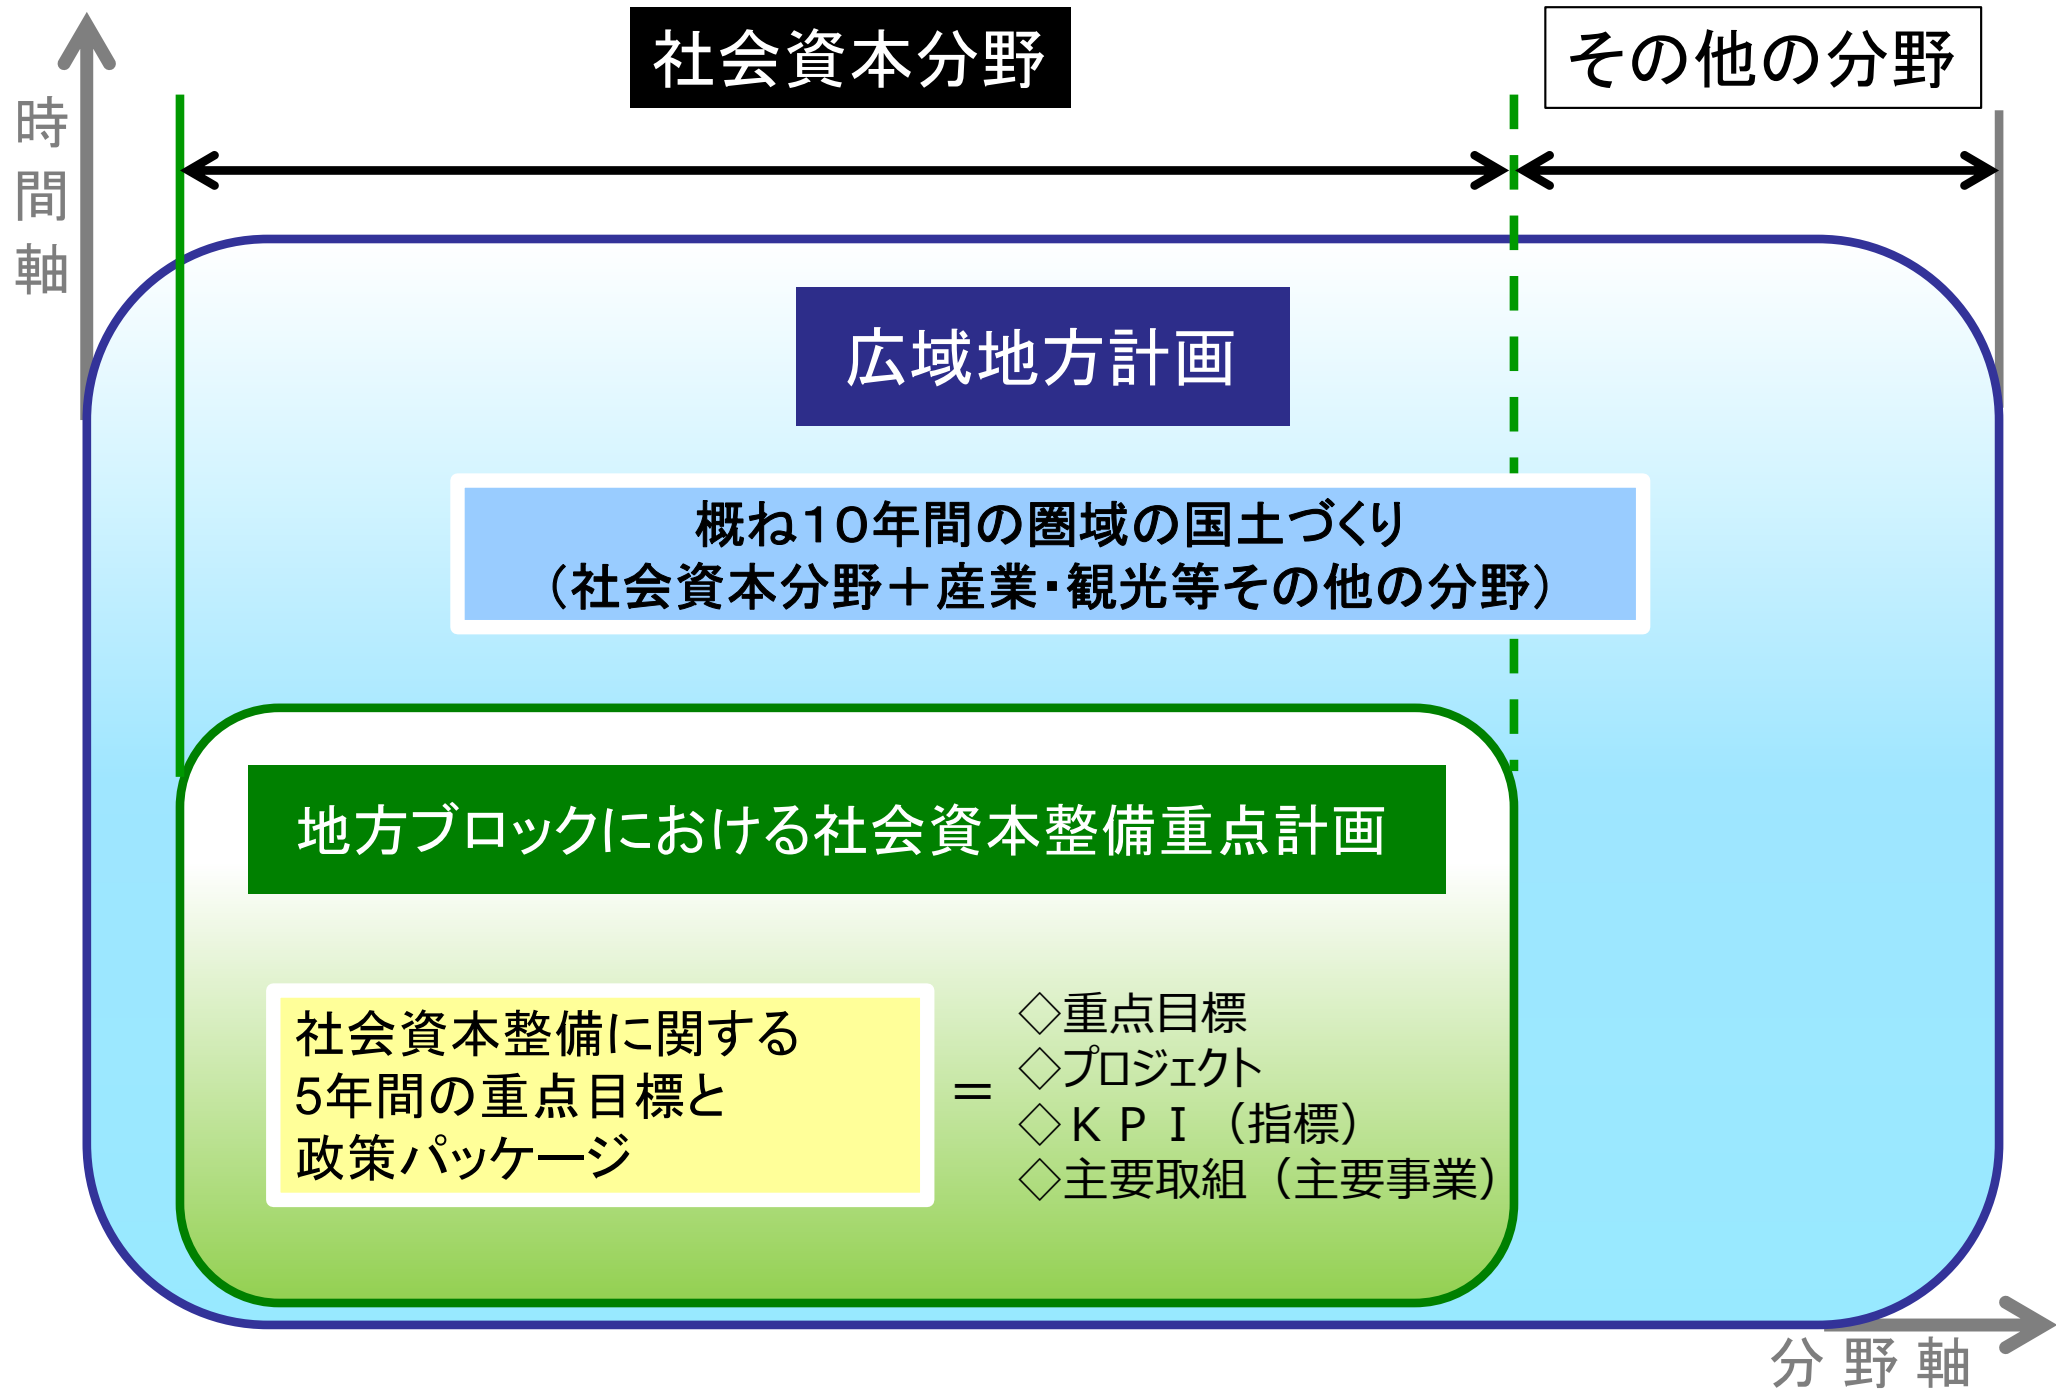 社会資本分野
その他の分野
時間軸
広域地方計画
概ね１０年間の圏域の国土づくり
（社会資本分野＋産業・観光等その他の分野）
地方ブロックにおける社会資本整備重点計画
社会資本整備に関する
5年間の重点目標と
政策パッケージ
＝
◇重点目標
◇プロジェクト
◇ＫＰＩ（指標）
◇主要取組（主要事業）
分野軸